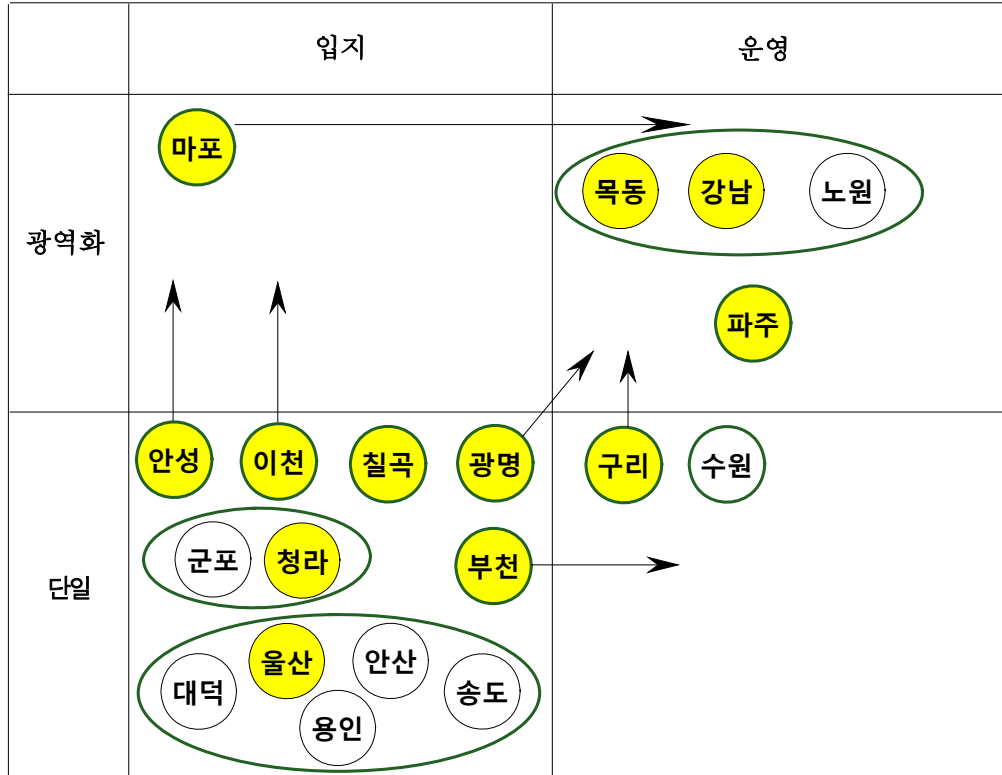 입지 운영
마포
목동 강남 노원
광역화
파주
안성 이천 칠곡 광명 구리 수원
군포 청라 부천
단일
울산 안산
대덕 송도
용인